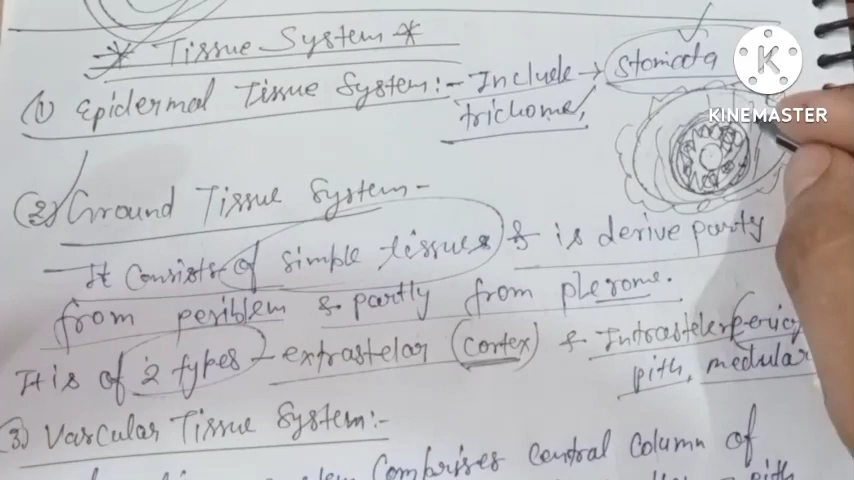 * Tissue System *
(1) Epidermal Tissue System:- Include → Stomata
trichome,
KINEMASTER
(2) Ground Tissue System -
- It consists of simple tissues & is derive partly
from periblem & partly from plerome.
It is of 2 types - extrastelar (cortex) & Intrastelar
pith, medular
(3) Vascular Tissue System:-
comprises central column of
pith